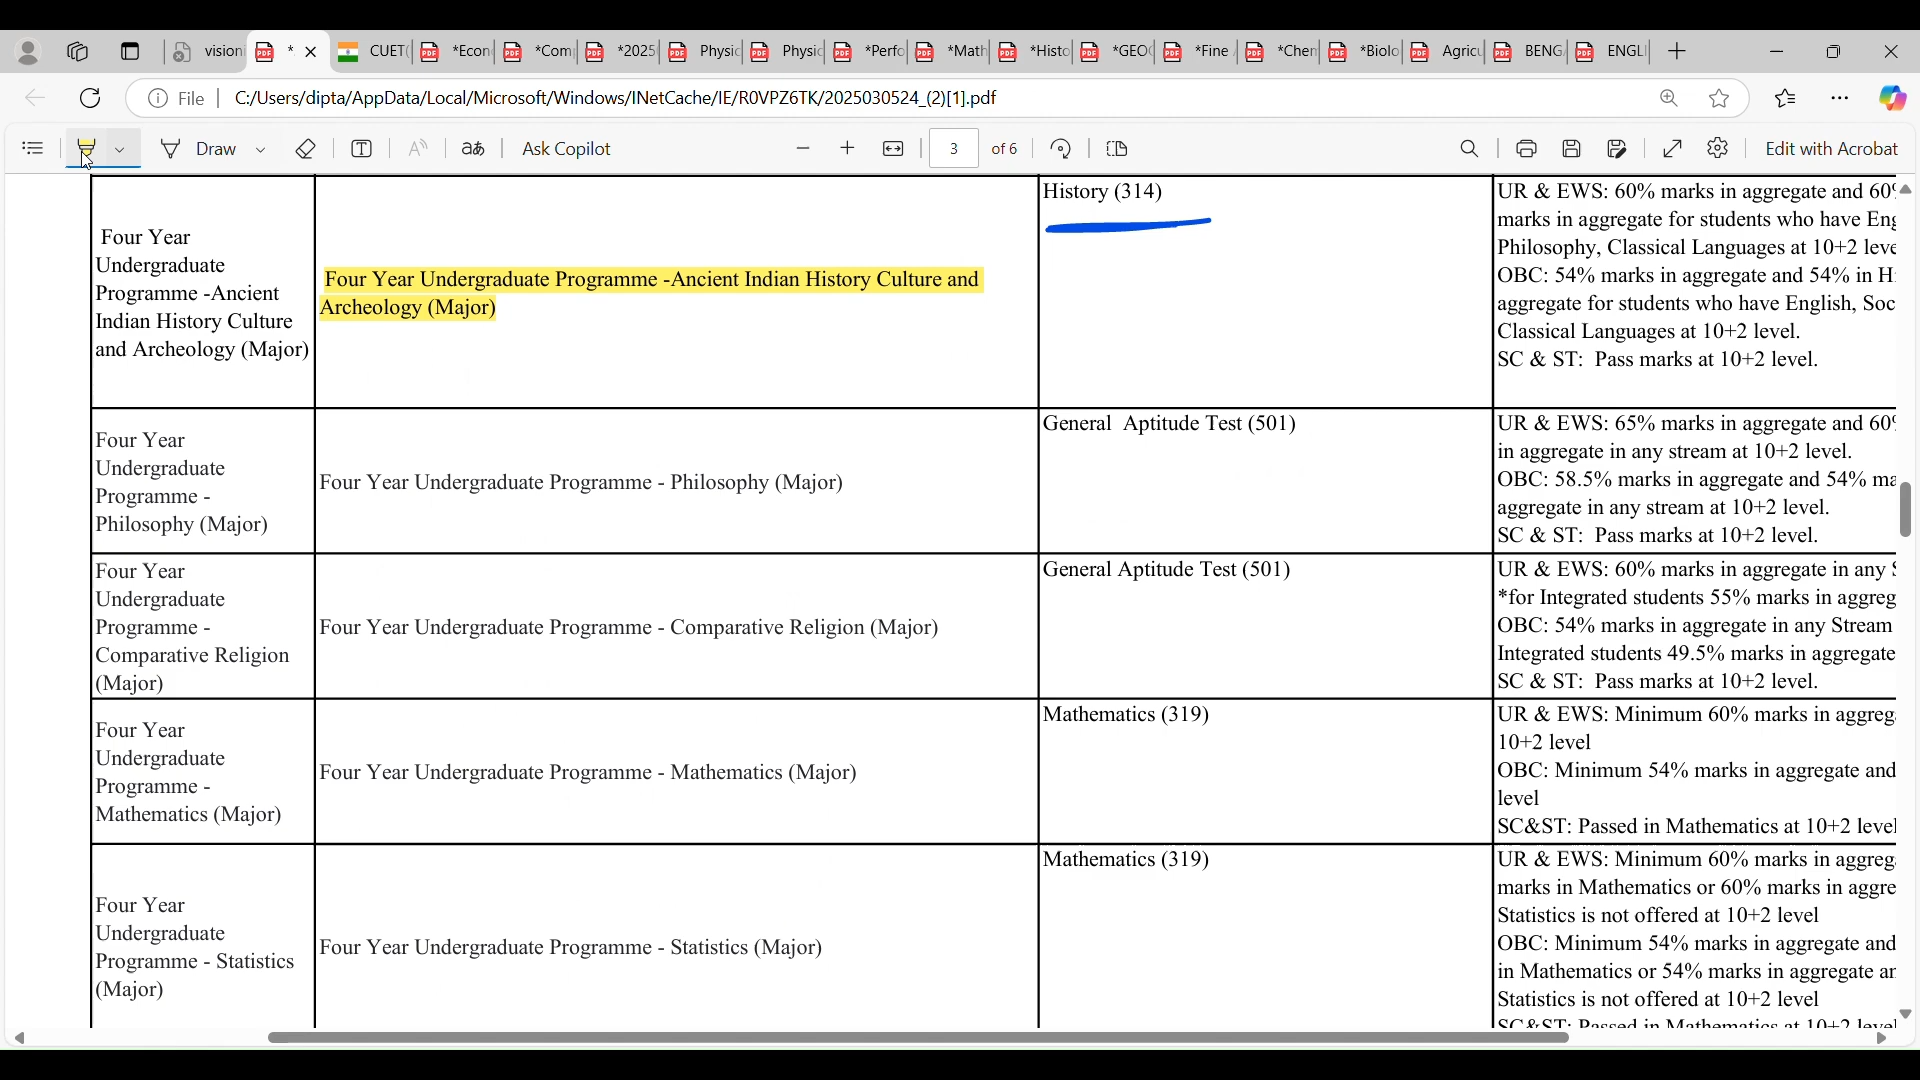 vision
*
CUET(
*Econ
*Com
*2025
Physic
Physic
*Perfo
*Math
*Histo
*GEO
*Fine
*Chem
*Biolo
Agricu
BENG
ENGLI
File
C:/Users/dipta/AppData/Local/Microsoft/Windows/INetCache/IE/R0VPZ6TK/2025030524_(2)[1].pdf
Draw
Ask Copilot
3
of 6
Edit with Acrobat
Four Year
Undergraduate
Programme -Ancient
Indian History Culture
and Archeology (Major)
Four Year Undergraduate Programme -Ancient Indian History Culture and
Archeology (Major)
History (314)
UR & EWS: 60% marks in aggregate and 60%
marks in aggregate for students who have Eng
Philosophy, Classical Languages at 10+2 leve
OBC: 54% marks in aggregate and 54% in Hi
aggregate for students who have English, Soc
Classical Languages at 10+2 level.
SC & ST: Pass marks at 10+2 level.
Four Year
Undergraduate
Programme -
Philosophy (Major)
Four Year Undergraduate Programme - Philosophy (Major)
General Aptitude Test (501)
UR & EWS: 65% marks in aggregate and 60%
in aggregate in any stream at 10+2 level.
OBC: 58.5% marks in aggregate and 54% ma
aggregate in any stream at 10+2 level.
SC & ST: Pass marks at 10+2 level.
Four Year
Undergraduate
Programme -
Comparative Religion
(Major)
Four Year Undergraduate Programme - Comparative Religion (Major)
General Aptitude Test (501)
UR & EWS: 60% marks in aggregate in any S
*for Integrated students 55% marks in aggreg
OBC: 54% marks in aggregate in any Stream
Integrated students 49.5% marks in aggregate
SC & ST: Pass marks at 10+2 level.
Four Year
Undergraduate
Programme -
Mathematics (Major)
Four Year Undergraduate Programme - Mathematics (Major)
Mathematics (319)
UR & EWS: Minimum 60% marks in aggreg
10+2 level
OBC: Minimum 54% marks in aggregate and
level
SC&ST: Passed in Mathematics at 10+2 level
Four Year
Undergraduate
Programme - Statistics
(Major)
Four Year Undergraduate Programme - Statistics (Major)
Mathematics (319)
UR & EWS: Minimum 60% marks in aggreg
marks in Mathematics or 60% marks in aggre
Statistics is not offered at 10+2 level
OBC: Minimum 54% marks in aggregate and
in Mathematics or 54% marks in aggregate an
Statistics is not offered at 10+2 level
SC&ST: Passed in Mathematics at 10+2 level